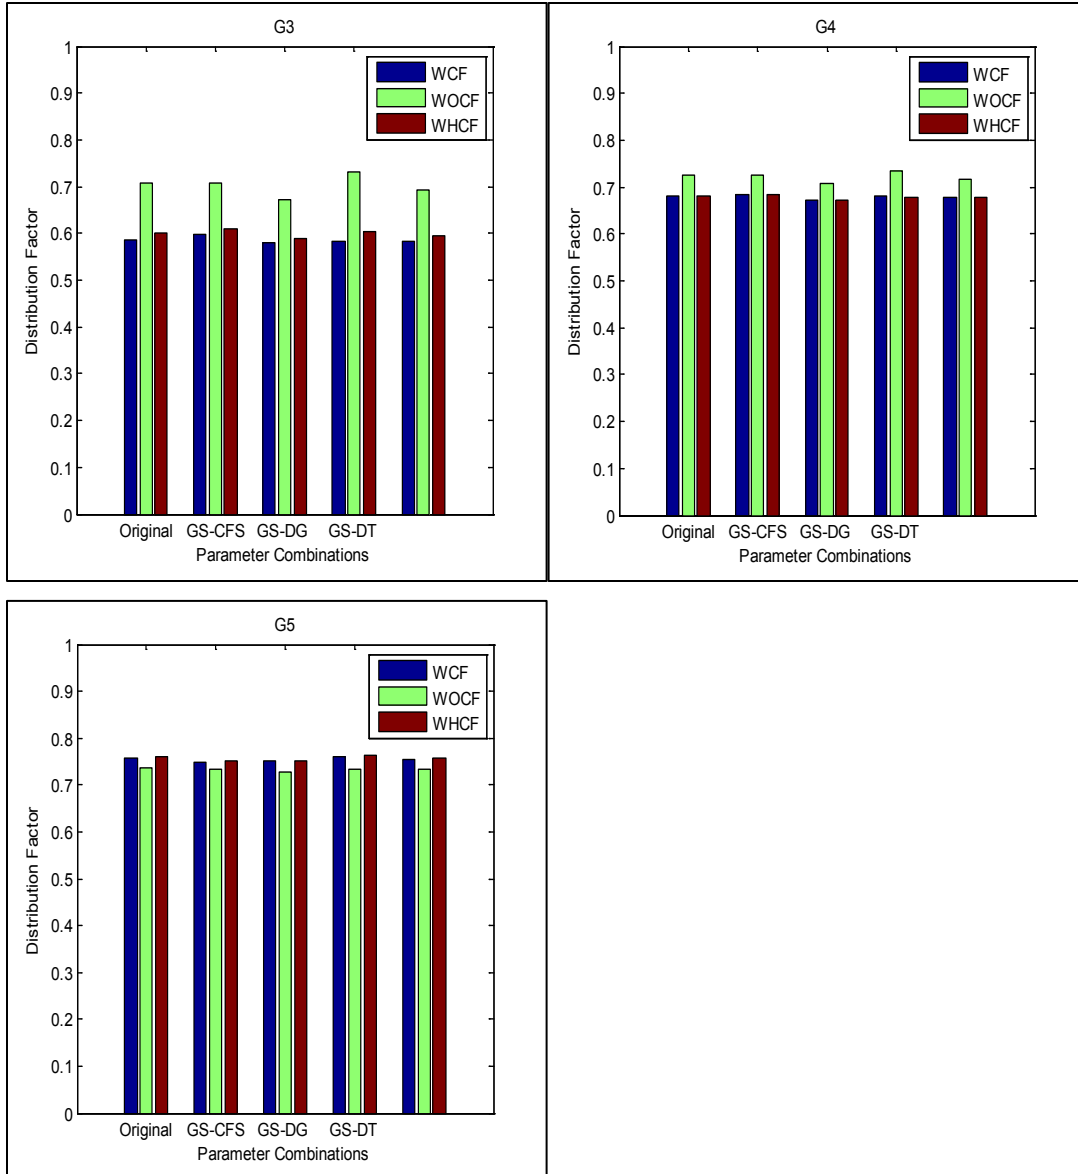 G3
1
0.9
0.8
0.7
0.6
0.5
0.4
0.3
0.2
0.1
0
Distribution Factor
WCF
WOCF
WHCF
Original GS-CFS GS-DG GS-DT
Parameter Combinations
G4
1
0.9
0.8
0.7
0.6
0.5
0.4
0.3
0.2
0.1
0
Distribution Factor
WCF
WOCF
WHCF
Original GS-CFS GS-DG GS-DT
Parameter Combinations
G5
1
0.9
0.8
0.7
0.6
0.5
0.4
0.3
0.2
0.1
0
Distribution Factor
WCF
WOCF
WHCF
Original GS-CFS GS-DG GS-DT
Parameter Combinations